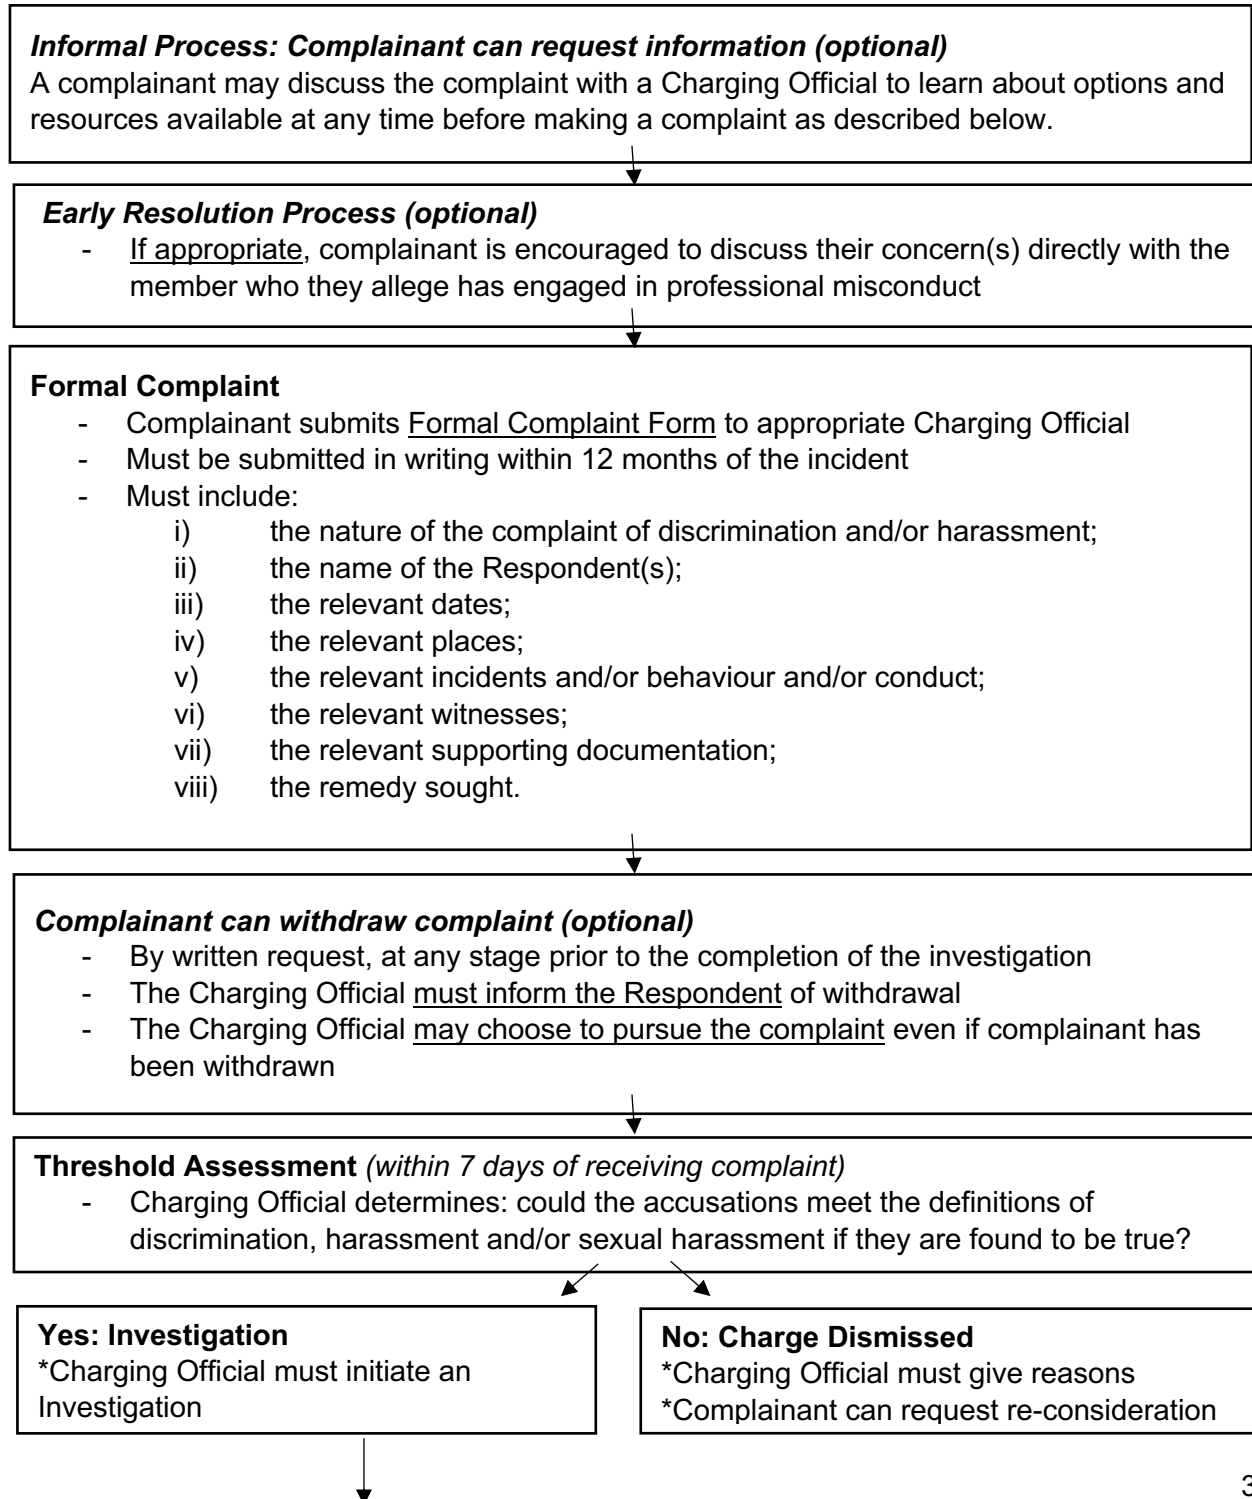 Informal Process: Complainant can request information (optional)
A complainant may discuss the complaint with a Charging Official to learn about options and
resources available at any time before making a complaint as described below.
Early Resolution Process (optional)
- If appropriate, complainant is encouraged to discuss their concern(s) directly with the
member who they allege has engaged in professional misconduct
Formal Complaint
- Complainant submits Formal Complaint Form to appropriate Charging Official
- Must be submitted in writing within 12 months of the incident
- Must include:
i) the nature of the complaint of discrimination and/or harassment;
ii) the name of the Respondent(s);
iii) the relevant dates;
iv) the relevant places;
v) the relevant incidents and/or behaviour and/or conduct;
vi) the relevant witnesses;
vii) the relevant supporting documentation;
viii) the remedy sought.
Complainant can withdraw complaint (optional)
- By written request, at any stage prior to the completion of the investigation
- The Charging Official must inform the Respondent of withdrawal
- The Charging Official may choose to pursue the complaint even if complainant has
been withdrawn
Threshold Assessment (within 7 days of receiving complaint)
- Charging Official determines: could the accusations meet the definitions of
discrimination, harassment and/or sexual harassment if they are found to be true?
Yes: Investigation
*Charging Official must initiate an
Investigation
No: Charge Dismissed
*Charging Official must give reasons
*Complainant can request re-consideration
3